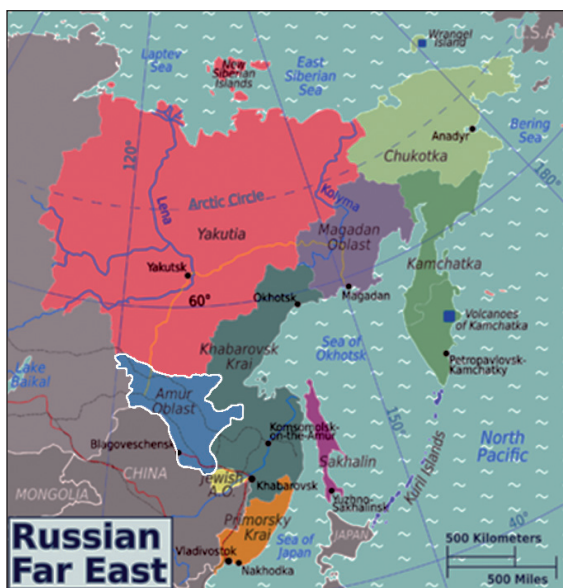 Wrangel
Island
U.S.A
Laptev
Sea
New
Siberian
Islands
East
Siberian
Sea
Anadyr
Bering
Sea
Chukotka
120°
180°
Arctic Circle
Lena
Kolyma
Yakutia
Magadan
Oblast
Kamchatka
Yakutsk
60°
Okhotsk
Magadan
Volcanoes
of Kamchatka
Sea of
Okhotsk
Khabarovsk
Krai
Petropavlovsk-
Kamchatky
Lake
Baikal
Amur
Oblast
150°
Komsomolsk-
on-the-Amur
North
Pacific
Blagoveschensk
Sakhalin
Kuril Islands
CHINA
MONGOLIA
Jewish
A.O.
Khabarovsk
Yuzhno-
Sakhalinsk
Primorsky
Krai
JAPAN
40°
Sea of
Japan
Vladivostok
Nakhodka
Russian
Far East
500 Kilometers
500 Miles